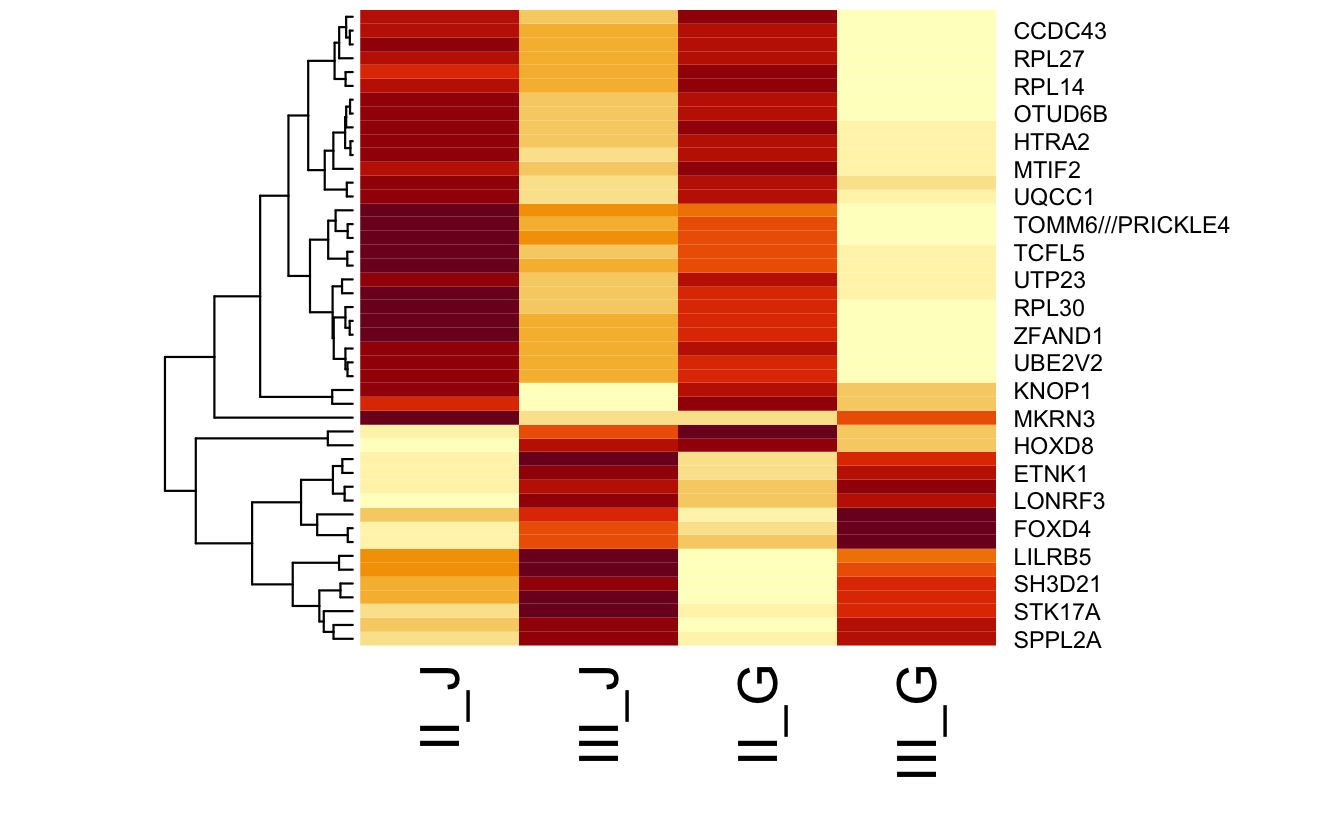 CCDC43
RPL27
RPL14
OTUD6B
HTRA2
MTIF2
UQCC1
TOMM6///PRICKLE4
TCFL5
UTP23
RPL30
ZFAND1
UBE2V2
KNOP1
MKRN3
HOXD8
ETNK1
LONRF3
FOXD4
LILRB5
SH3D21
STK17A
SPPL2A
II_J
III_J
II_G
III_G